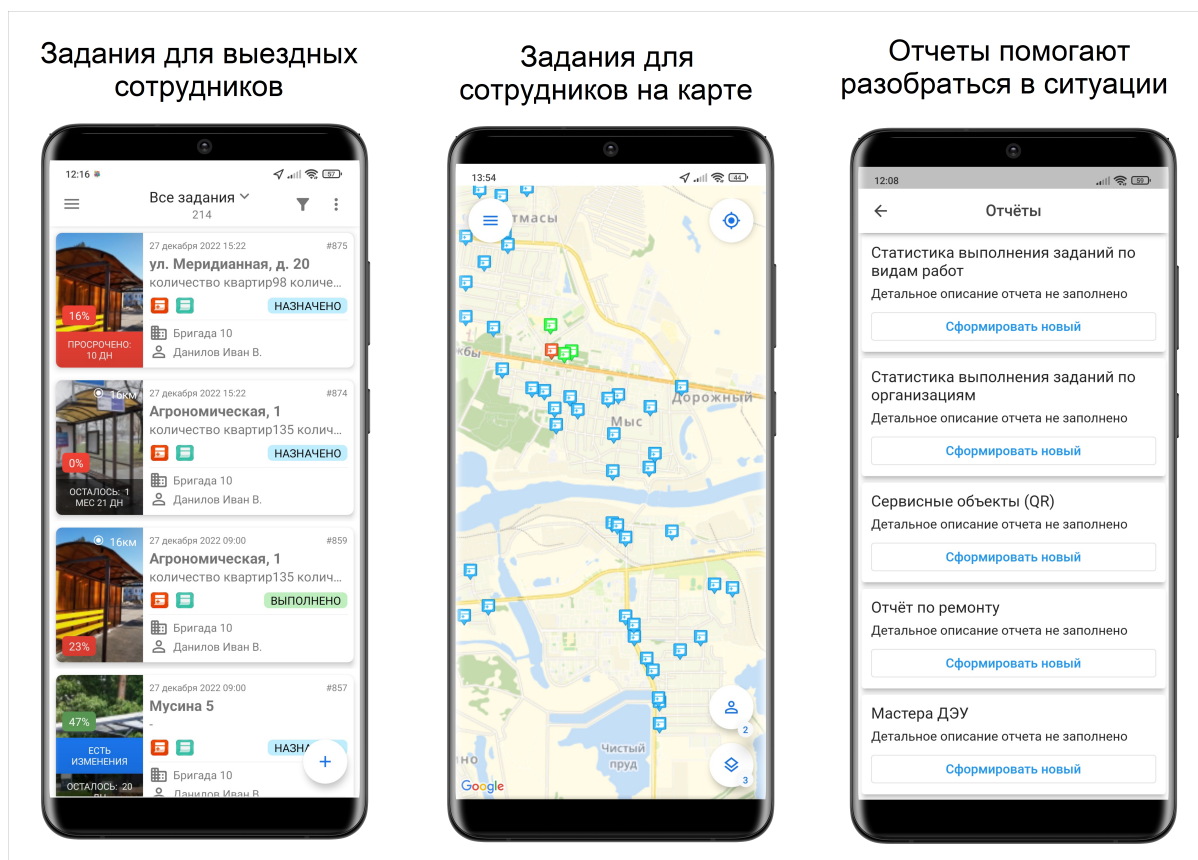 Задания для выездных
сотрудников
12:16
57
Все задания
214
27 декабря 2022 15:22
#875
ул. Меридианная, д. 20
количество квартир98 количе...
16%
НАЗНАЧЕНО
ПРОСРОЧЕНО:
10 ДН
Бригада 10
Данилов Иван В.
16км
27 декабря 2022 15:22
#874
Агрономическая, 1
количество квартир135 колич...
0%
НАЗНАЧЕНО
ОСТАЛОСЬ: 1
МЕС 21 ДН
Бригада 10
Данилов Иван В.
16км
27 декабря 2022 09:00
#859
Агрономическая, 1
количество квартир135 колич...
ВЫПОЛНЕНО
23%
Бригада 10
Данилов Иван В.
27 декабря 2022 09:00
#857
Мусина 5
-
47%
ЕСТЬ
ИЗМЕНЕНИЯ
НАЗНА
ОСТАЛОСЬ: 20
ДН
Бригада 10
Данилов Иван В.
Задания для
сотрудников на карте
13:54
44
тмасы
жбы
Дорожный
Мыс
Чистый
пруд
но
2
3
Google
Отчеты помогают
разобраться в ситуации
12:08
59
Отчёты
Статистика выполнения заданий по
видам работ
Детальное описание отчета не заполнено
Сформировать новый
Статистика выполнения заданий по
организациям
Детальное описание отчета не заполнено
Сформировать новый
Сервисные объекты (QR)
Детальное описание отчета не заполнено
Сформировать новый
Отчёт по ремонту
Детальное описание отчета не заполнено
Сформировать новый
Мастера ДЭУ
Детальное описание отчета не заполнено
Сформировать новый